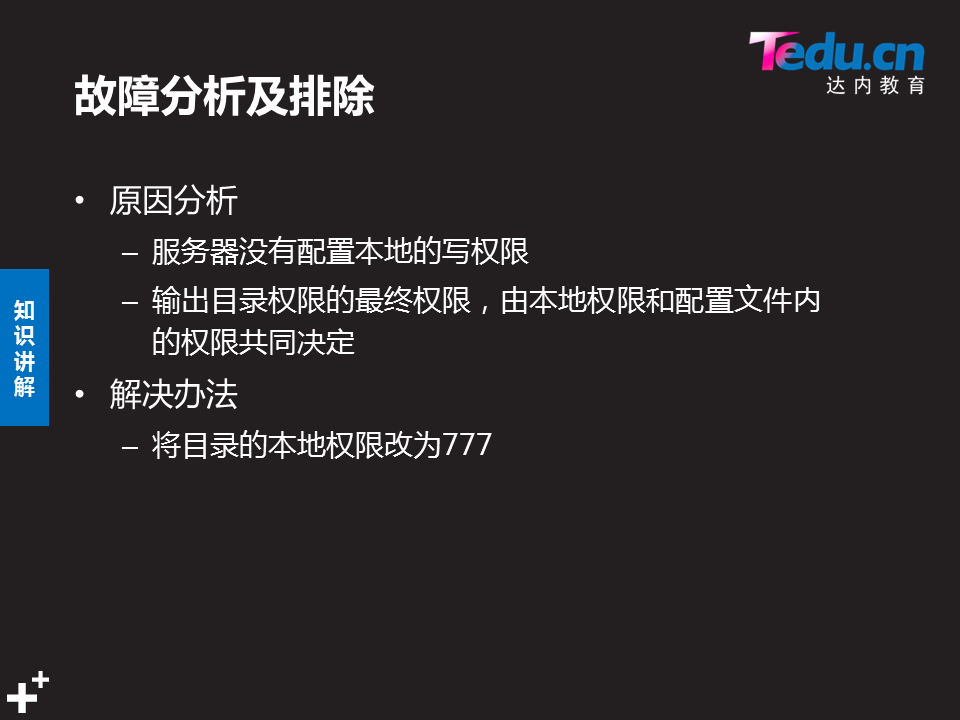 Tedu.cn
达内教育
故障分析及排除
• 原因分析
– 服务器没有配置本地的写权限
– 输出目录权限的最终权限，由本地权限和配置文件内
的权限共同决定
• 解决办法
– 将目录的本地权限改为777
知
识
讲
解